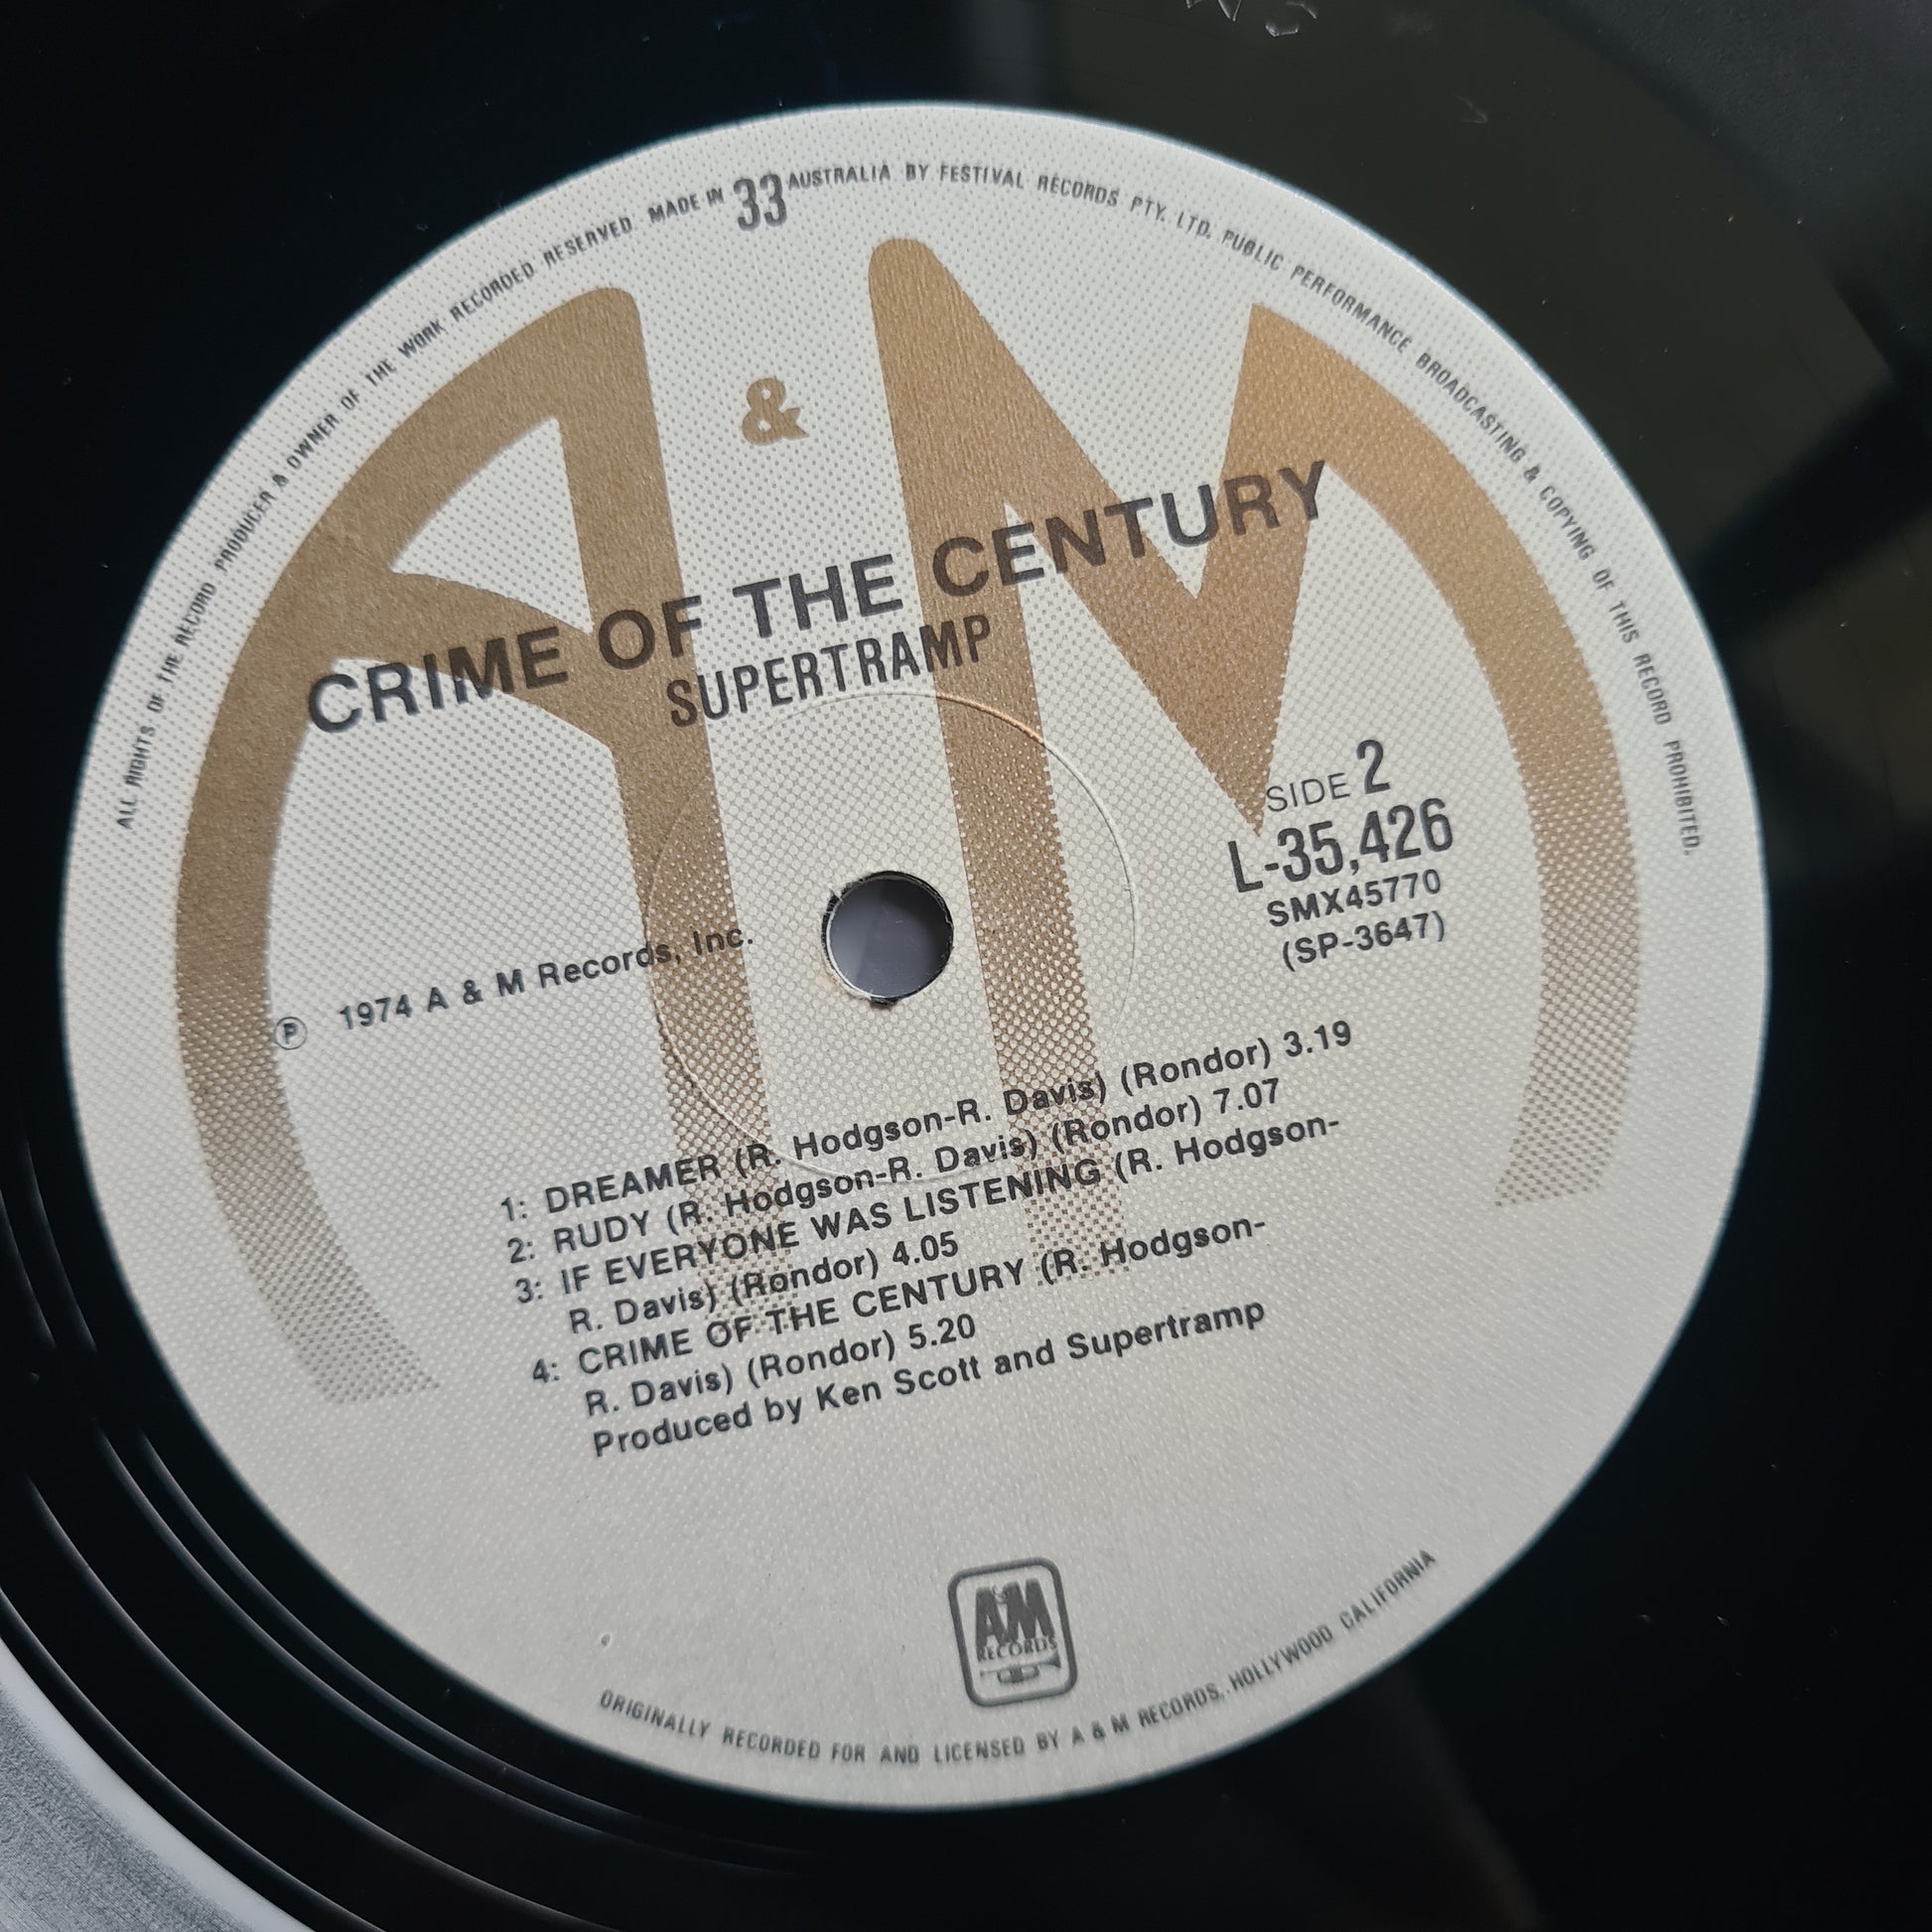 ALL RIGHTS OF THE RECORD PRODUCER & OWNER OF THE WORK RECORDED RESERVED MADE IN AUSTRALIA BY FESTIVAL RECORDS PTY. LTD. PUBLIC PERFORMANCE BROADCASTING & COPYING OF THIS RECORD PROHIBITED.
33
A & M
CRIME OF THE CENTURY
SUPERTRAMP
SIDE 2
L-35,426
SMX45770
(SP-3647)
Ⓟ 1974 A & M Records, Inc.
1: DREAMER (R. Hodgson-R. Davis) (Rondor) 3.19
2: RUDY (R. Hodgson-R. Davis) (Rondor) 7.07
3: IF EVERYONE WAS LISTENING (R. Hodgson-
R. Davis) (Rondor) 4.05
4: CRIME OF THE CENTURY (R. Hodgson-
R. Davis) (Rondor) 5.20
Produced by Ken Scott and Supertramp
A&M
RECORDS
ORIGINALLY RECORDED FOR AND LICENSED BY A & M RECORDS, HOLLYWOOD CALIFORNIA